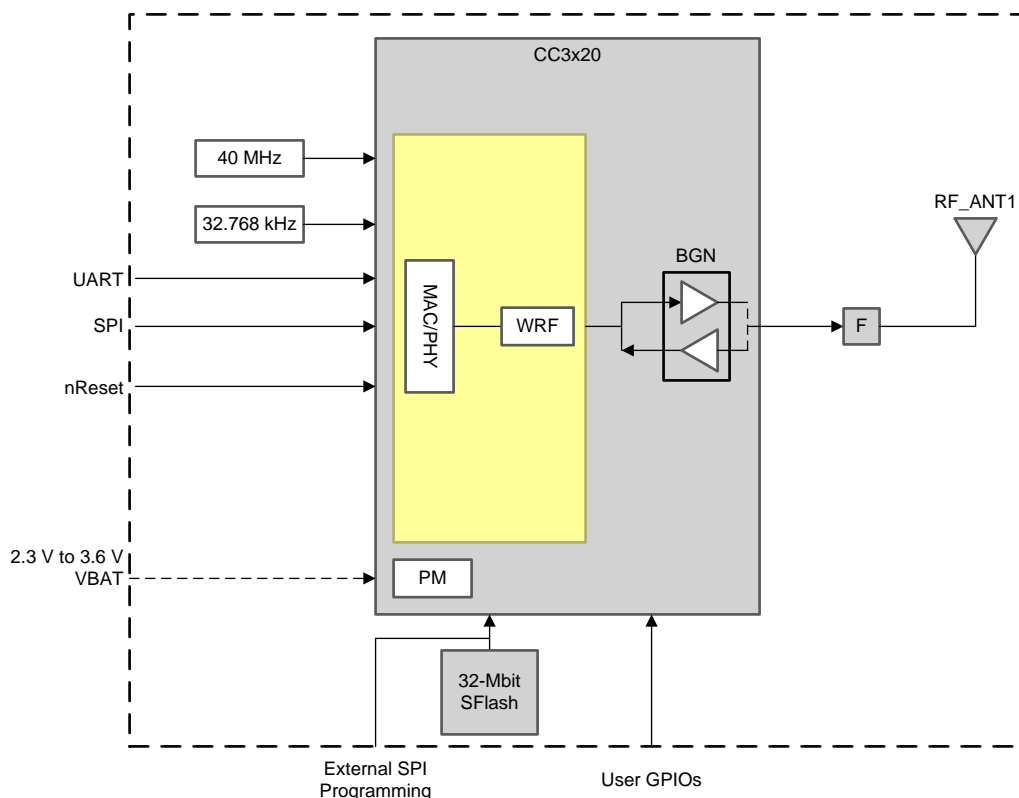 CC3x20
40 MHz
32.768 kHz
RF_ANT1
BGN
UART
MAC/PHY
WRF
F
SPI
nReset
2.3 V to 3.6 V
VBAT
PM
32-Mbit
SFlash
External SPI
Programming
User GPIOs